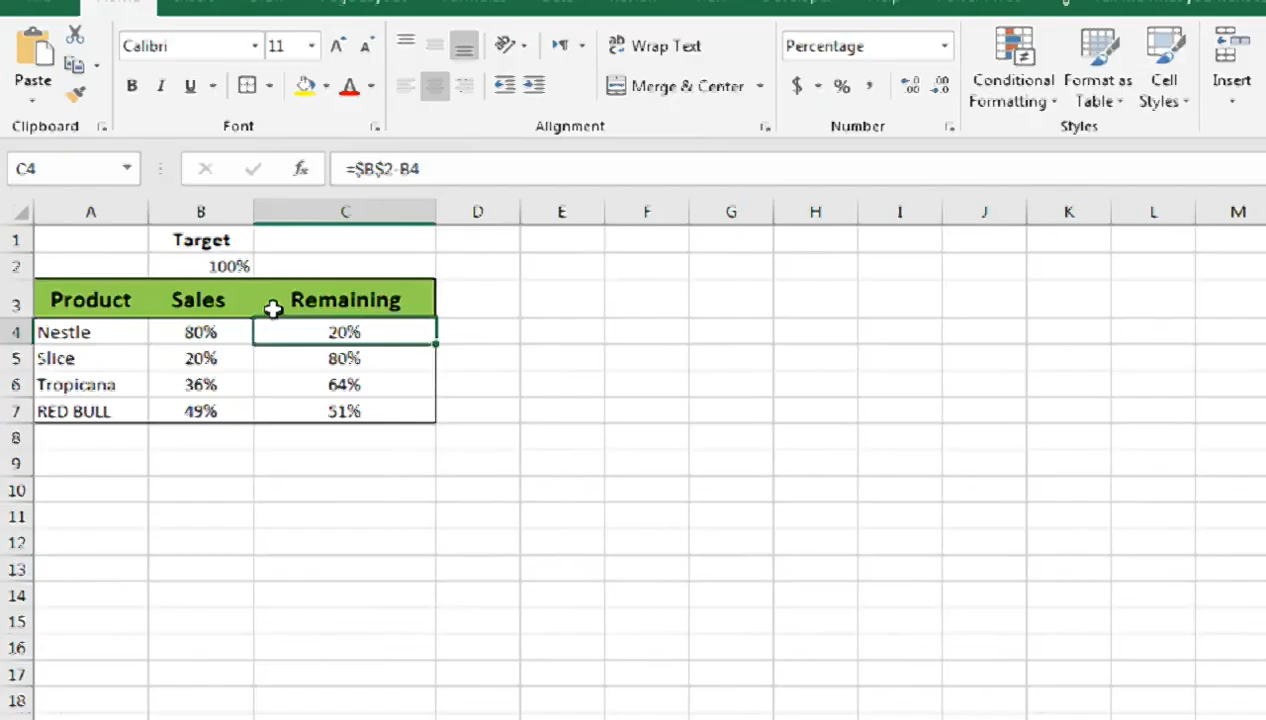 Calibri 11 Wrap Text Percentage
Paste B I U Merge & Center $ % , Conditional Formatting Format as Table Cell Styles Insert
Clipboard Font Alignment Number Styles
C4 fx =$B$2-B4
A B C D E F G H I J K L M
1 Target
2 100%
3 Product Sales Remaining
4 Nestle 80% 20%
5 Slice 20% 80%
6 Tropicana 36% 64%
7 RED BULL 49% 51%
8
9
10
11
12
13
14
15
16
17
18